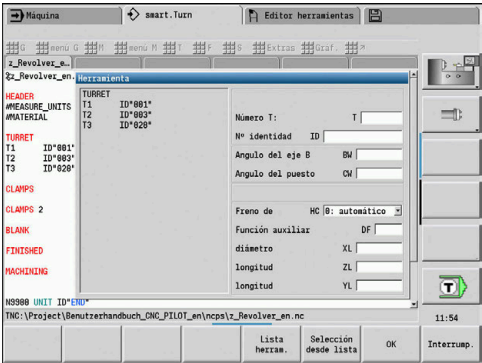 Máquina
smart.Turn
Editor herramientas
G menu G M menu M T F S Extras Graf.
z_Revolver_e…
z_Revolver_en.
Herramienta
HEADER
#MEASURE_UNITS
#MATERIAL
TURRET
T1 ID"001"
T2 ID"003"
T3 ID"020"
CLAMPS
CLAMPS 2
BLANK
FINISHED
MACHINING
N9900 UNIT ID"END"
TURRET
T1 ID"001"
T2 ID"003"
T3 ID"020"
Número T: T
Nº identidad ID
Angulo del eje B BW
Angulo del puesto CW
Freno de HC 0: automático
Función auxiliar DF
diámetro XL
longitud ZL
longitud YL
TNC:\Project\Benutzerhandbuch_CNC_PILOT_en\ncps\z_Revolver_en.nc
T
11:54
Lista herram.
Selección desde lista
OK
Interrump.